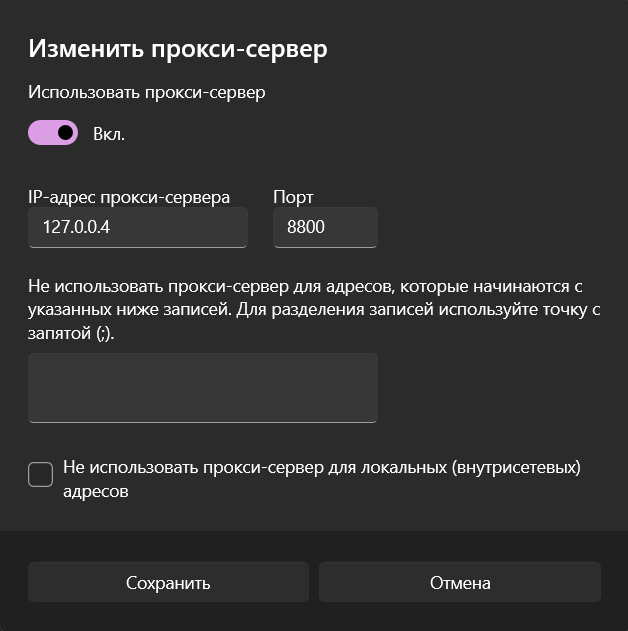 Изменить прокси-сервер
Использовать прокси-сервер
Вкл.
IP-адрес прокси-сервера Порт
127.0.0.4 8800
Не использовать прокси-сервер для адресов, которые начинаются с
указанных ниже записей. Для разделения записей используйте точку с
запятой (;).
Не использовать прокси-сервер для локальных (внутрисетевых)
адресов
Сохранить Отмена